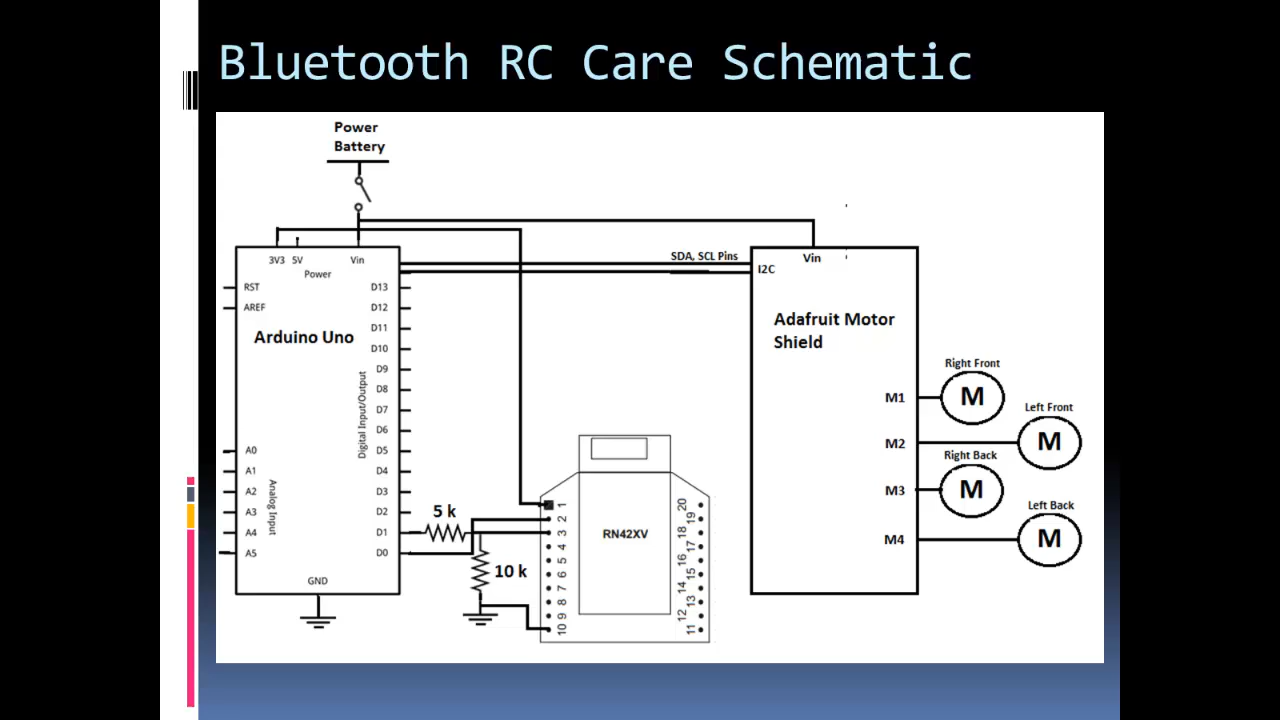 Bluetooth RC Care Schematic
Power
Battery
3V3 5V Vin
Power
RST
AREF
Arduino Uno
D13
D12
D11
D10
D9
D8
D7
D6
D5
D4
D3
D2
D1
D0
Digital Input/Output
A0
A1
A2
A3
A4
A5
Analog Input
GND
5 k
10 k
SDA, SCL Pins
I2C
Vin
Adafruit Motor
Shield
M1
M2
M3
M4
Right Front
M
Left Front
M
Right Back
M
Left Back
M
RN42XV
1
2
3
4
5
6
7
8
9
10
20
19
18
17
16
15
14
13
12
11